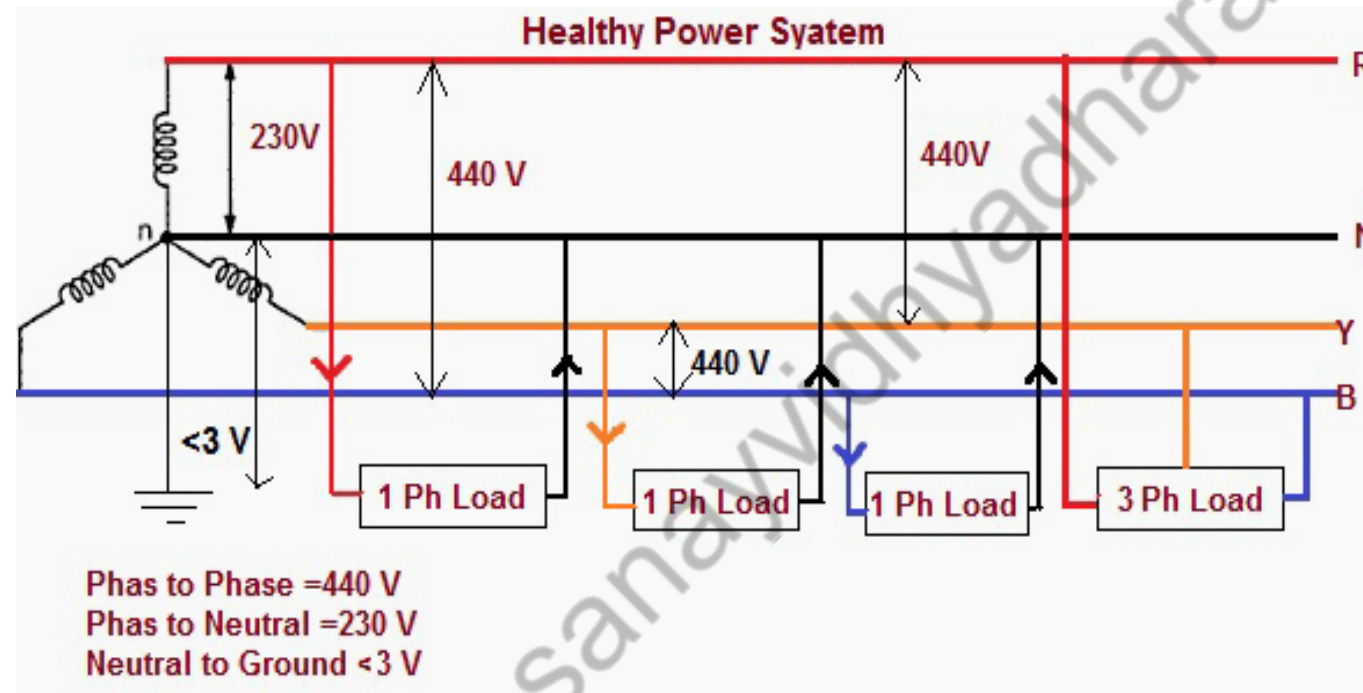 Healthy Power Syatem
R
230V
440 V
440V
n
N
Y
440 V
B
<3 V
1 Ph Load
1 Ph Load
1 Ph Load
3 Ph Load
Phas to Phase =440 V
Phas to Neutral =230 V
Neutral to Ground <3 V
sanayvidhyadhara